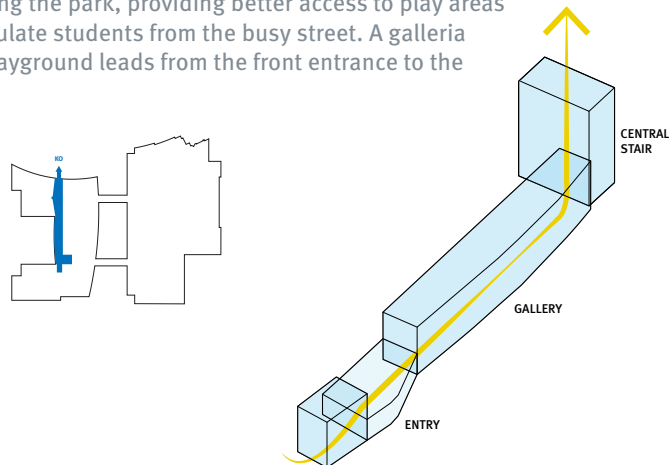 ng the park, providing better access to play areas
ulate students from the busy street. A galleria
ayground leads from the front entrance to the
KO
CENTRAL
STAIR
GALLERY
ENTRY